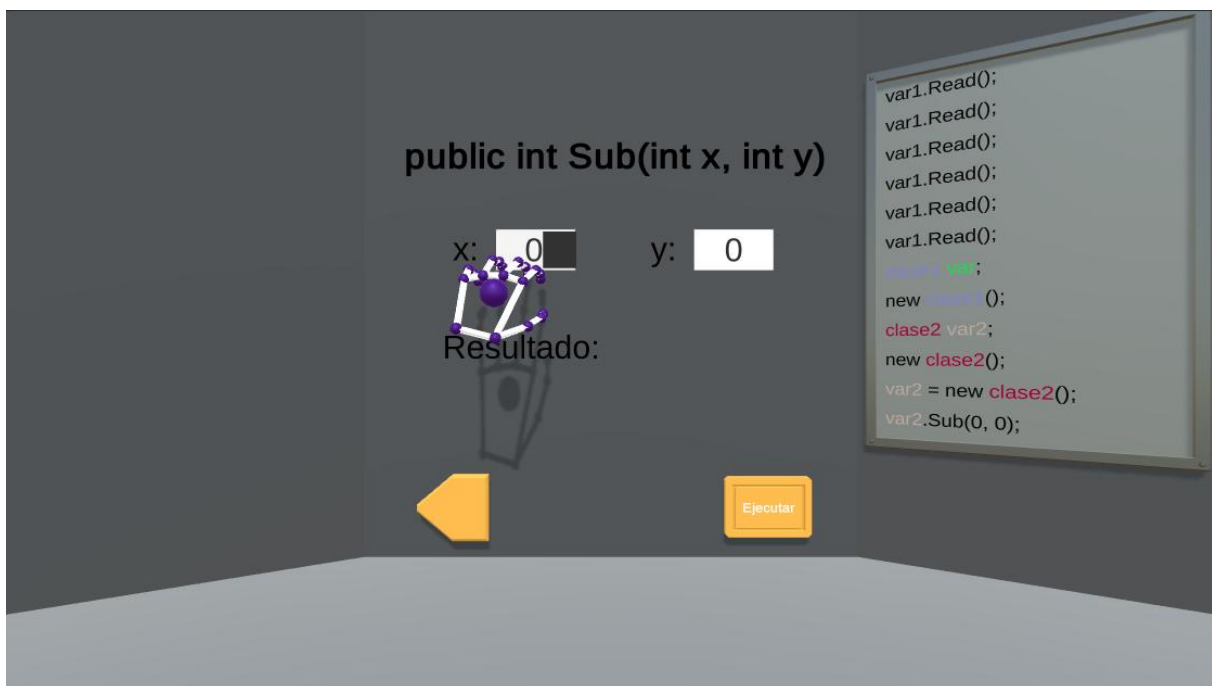 public int Sub(int x, int y)
x: 0 y: 0
Resultado:
Ejecutar
var1.Read();
var1.Read();
var1.Read();
var1.Read();
var1.Read();
var1.Read();
var;
new ();
clase2 var2;
new clase2();
var2 = new clase2();
var2.Sub(0, 0);